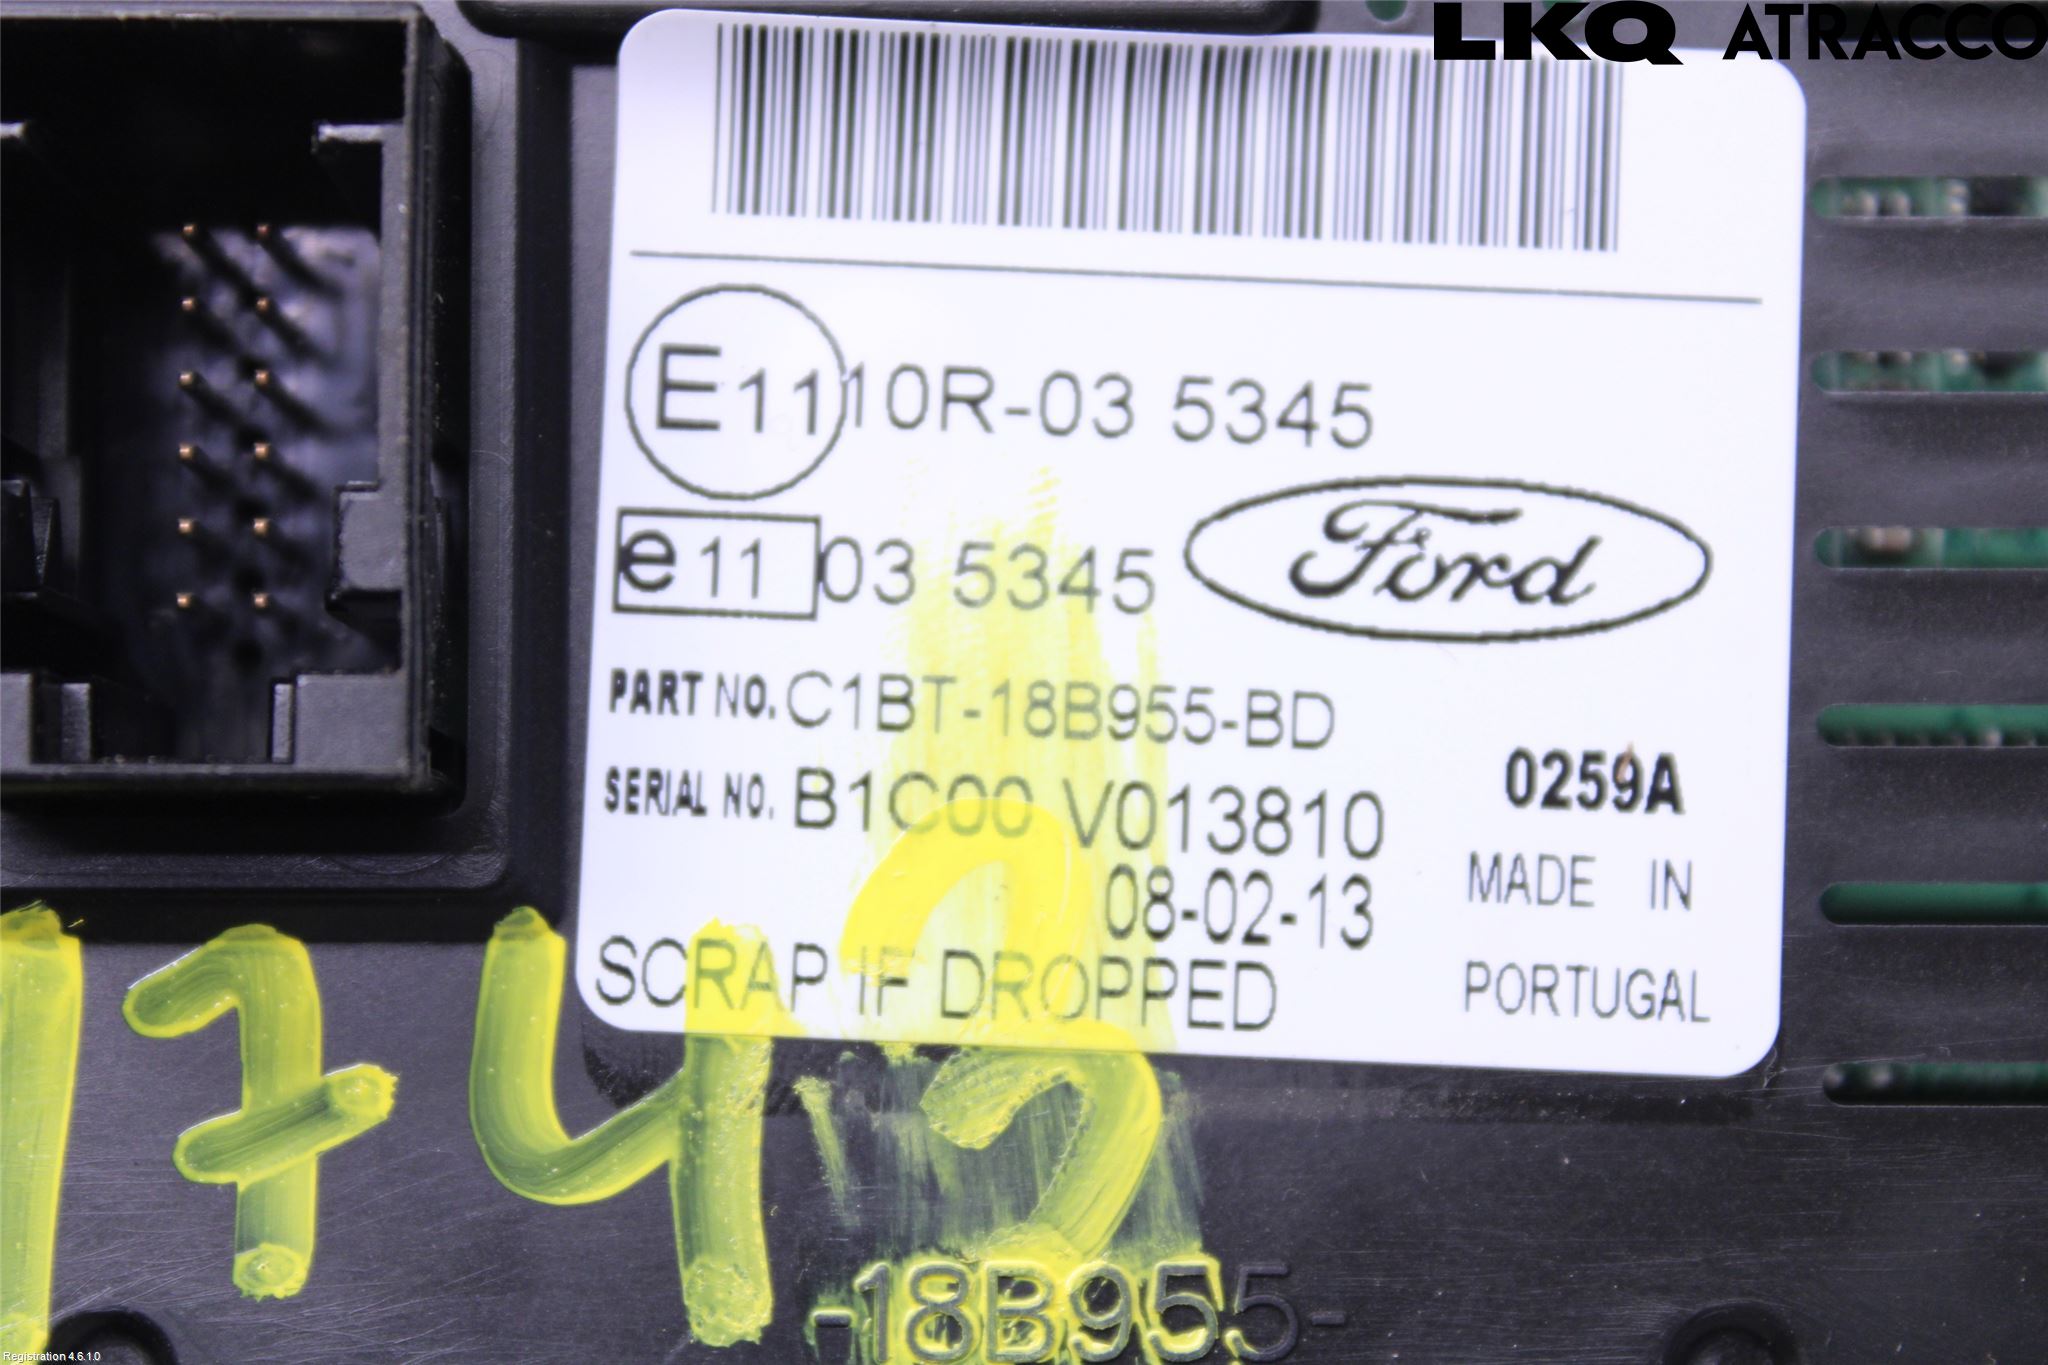 LKQ ATRACCO
E11 10R-03 5345
e11 03 5345
Ford
PART NO. C1BT-18B955-BD
SERIAL NO. B1C00 V013810
0259A
08-02-13
MADE IN
PORTUGAL
SCRAP IF DROPPED
1743
-18B955-
Registration 4.6.1.0